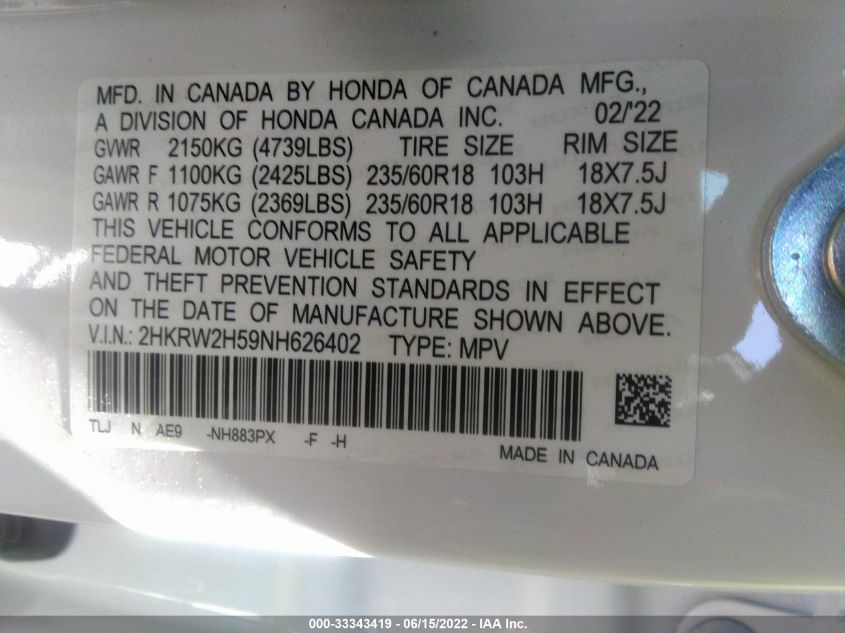 MFD. IN CANADA BY HONDA OF CANADA MFG.,
A DIVISION OF HONDA CANADA INC. 02/'22
GVWR 2150KG (4739LBS) TIRE SIZE RIM SIZE
GAWR F 1100KG (2425LBS) 235/60R18 103H 18X7.5J
GAWR R 1075KG (2369LBS) 235/60R18 103H 18X7.5J
THIS VEHICLE CONFORMS TO ALL APPLICABLE
FEDERAL MOTOR VEHICLE SAFETY
AND THEFT PREVENTION STANDARDS IN EFFECT
ON THE DATE OF MANUFACTURE SHOWN ABOVE.
V.I.N.: 2HKRW2H59NH626402 TYPE: MPV
TLJ N AE9 -NH883PX -F -H
MADE IN CANADA
000-33343419 - 06/15/2022 - IAA Inc.